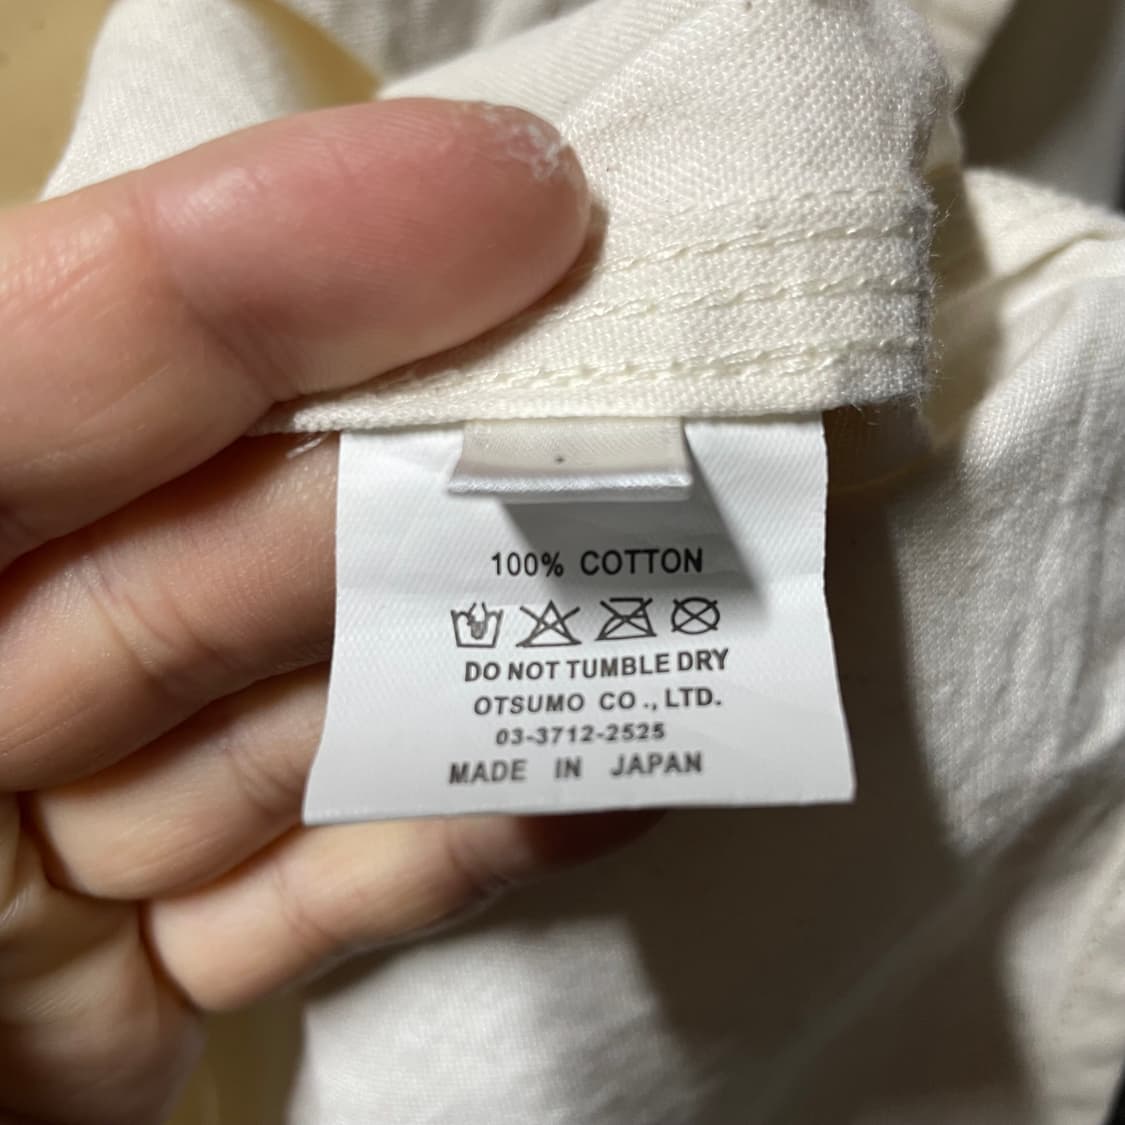 100% COTTON
DO NOT TUMBLE DRY
OTSUMO CO., LTD.
03-3712-2525
MADE IN JAPAN